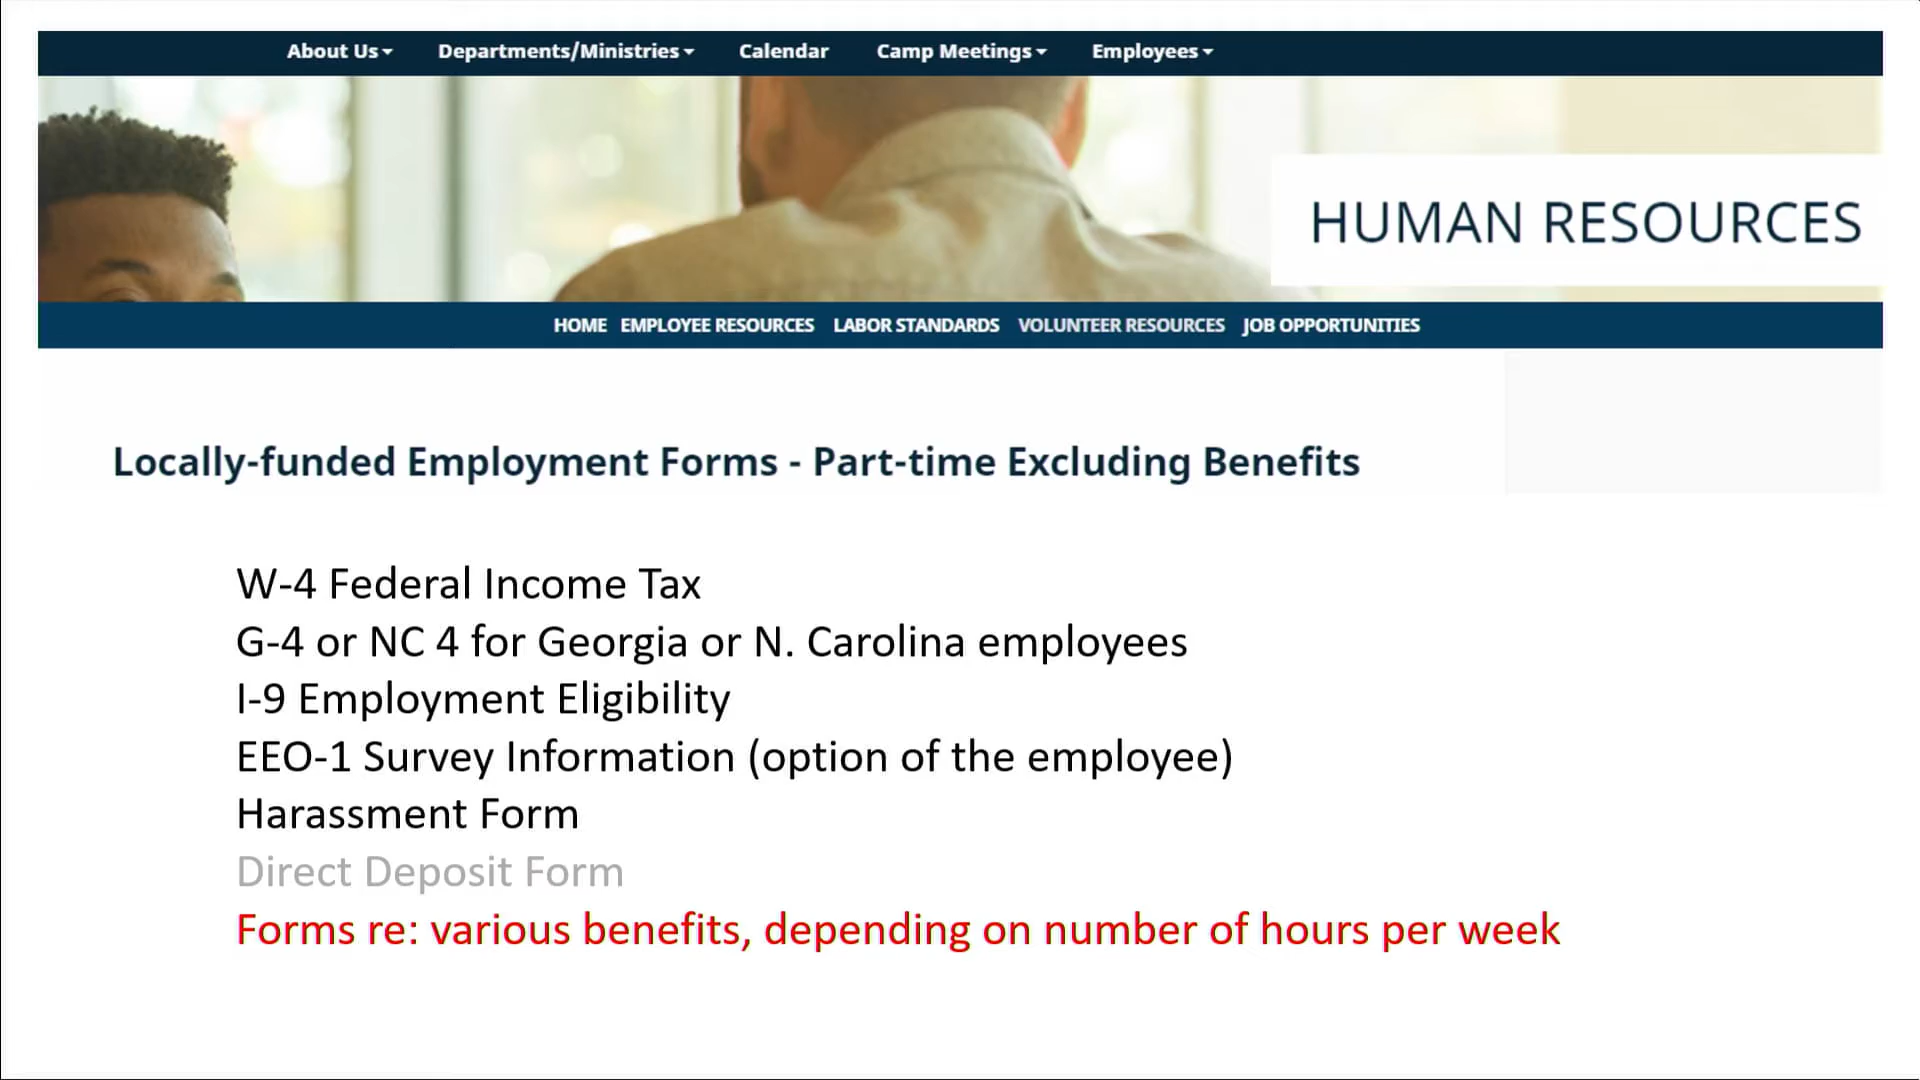 About Us Departments/Ministries Calendar Camp Meetings Employees
HUMAN RESOURCES
HOME EMPLOYEE RESOURCES LABOR STANDARDS VOLUNTEER RESOURCES JOB OPPORTUNITIES
Locally-funded Employment Forms - Part-time Excluding Benefits
W-4 Federal Income Tax
G-4 or NC 4 for Georgia or N. Carolina employees
I-9 Employment Eligibility
EEO-1 Survey Information (option of the employee)
Harassment Form
Direct Deposit Form
Forms re: various benefits, depending on number of hours per week